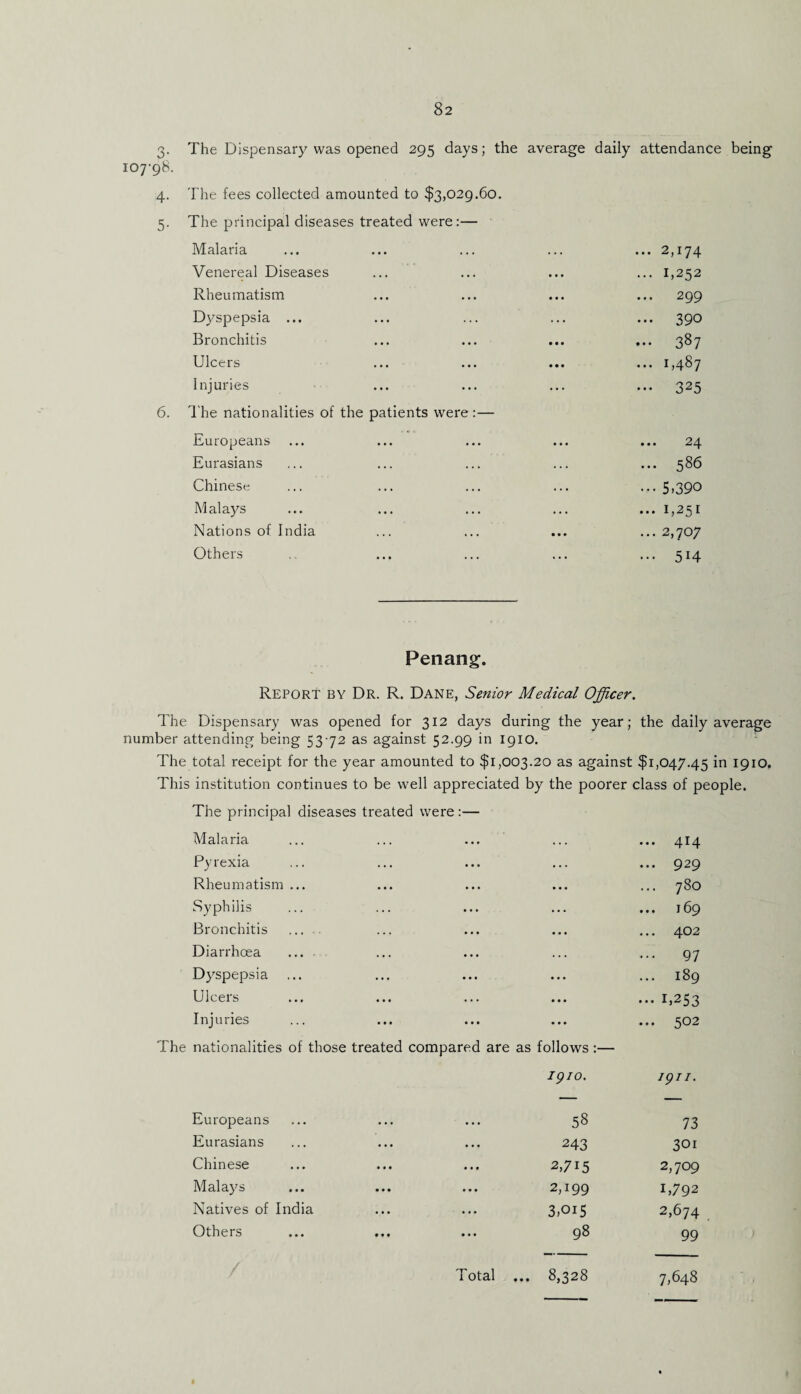 82
3. The Dispensary was opened 295 days; the average daily attendance being
107·98.
4. The fees collected amounted to $3,029.60.
5. The principal diseases treated were:—
Malaria ... ... ... ... ... 2,174
Venereal Diseases ... ... ... ... 1,252
Rheumatism ... ... ... ... 299
Dyspepsia ... ... ... ... ... 390
Bronchitis ... ... ... ... 387
Ulcers ... ... ... ... 1,487
Injuries ... ... ... ... 325
6. The nationalities of the patients were:—
Europeans ... ... ... ... ... 24
Eurasians ... ... ... ... ... 586
Chinese ... ... ... ... ... 5,390
Malays ... ... ... ... ... 1,251
Nations of India ... ... ... ... 2,707
Others .. ... ... ... ... 514
Penang.
REPORT BY DR. R. DANE, Senior Medical Officer.
The Dispensary was opened for 312 days during the year; the daily average
number attending being 53·72 as against 52.99 in 1910.
The total receipt for the year amounted to $1,003.20 as against $1,047.45 in 1910.
This institution continues to be well appreciated by the poorer class of people.
The principal diseases treated were:—
Malaria ... ... ... ... ... 414
Pyrexia ... ... ... ... ... 929
Rheumatism ... ... ... ... ... 780
Syphilis ... ... ... ... ... 169
Bronchitis ... ... ... ... ... 402
Diarrhœa ... ... ... ... ... 97
Dyspepsia ... ... ... ... ... 189
Ulcers ... ... ... ... ... 1,253
Injuries ... ... ... ... ... 502
The nationalities of those treated compared are as follows:—
1910. 1911.
Europeans ... ... ... 58 73
Eurasians ... ... ... 243 301
Chinese ... ... ... 2,715 2,709
Malays ... ... ... 2,199 1,792
Natives of India ... ... 3,015 2,674
Others ... ... ... 98 99
Total ... 8,328 7,648